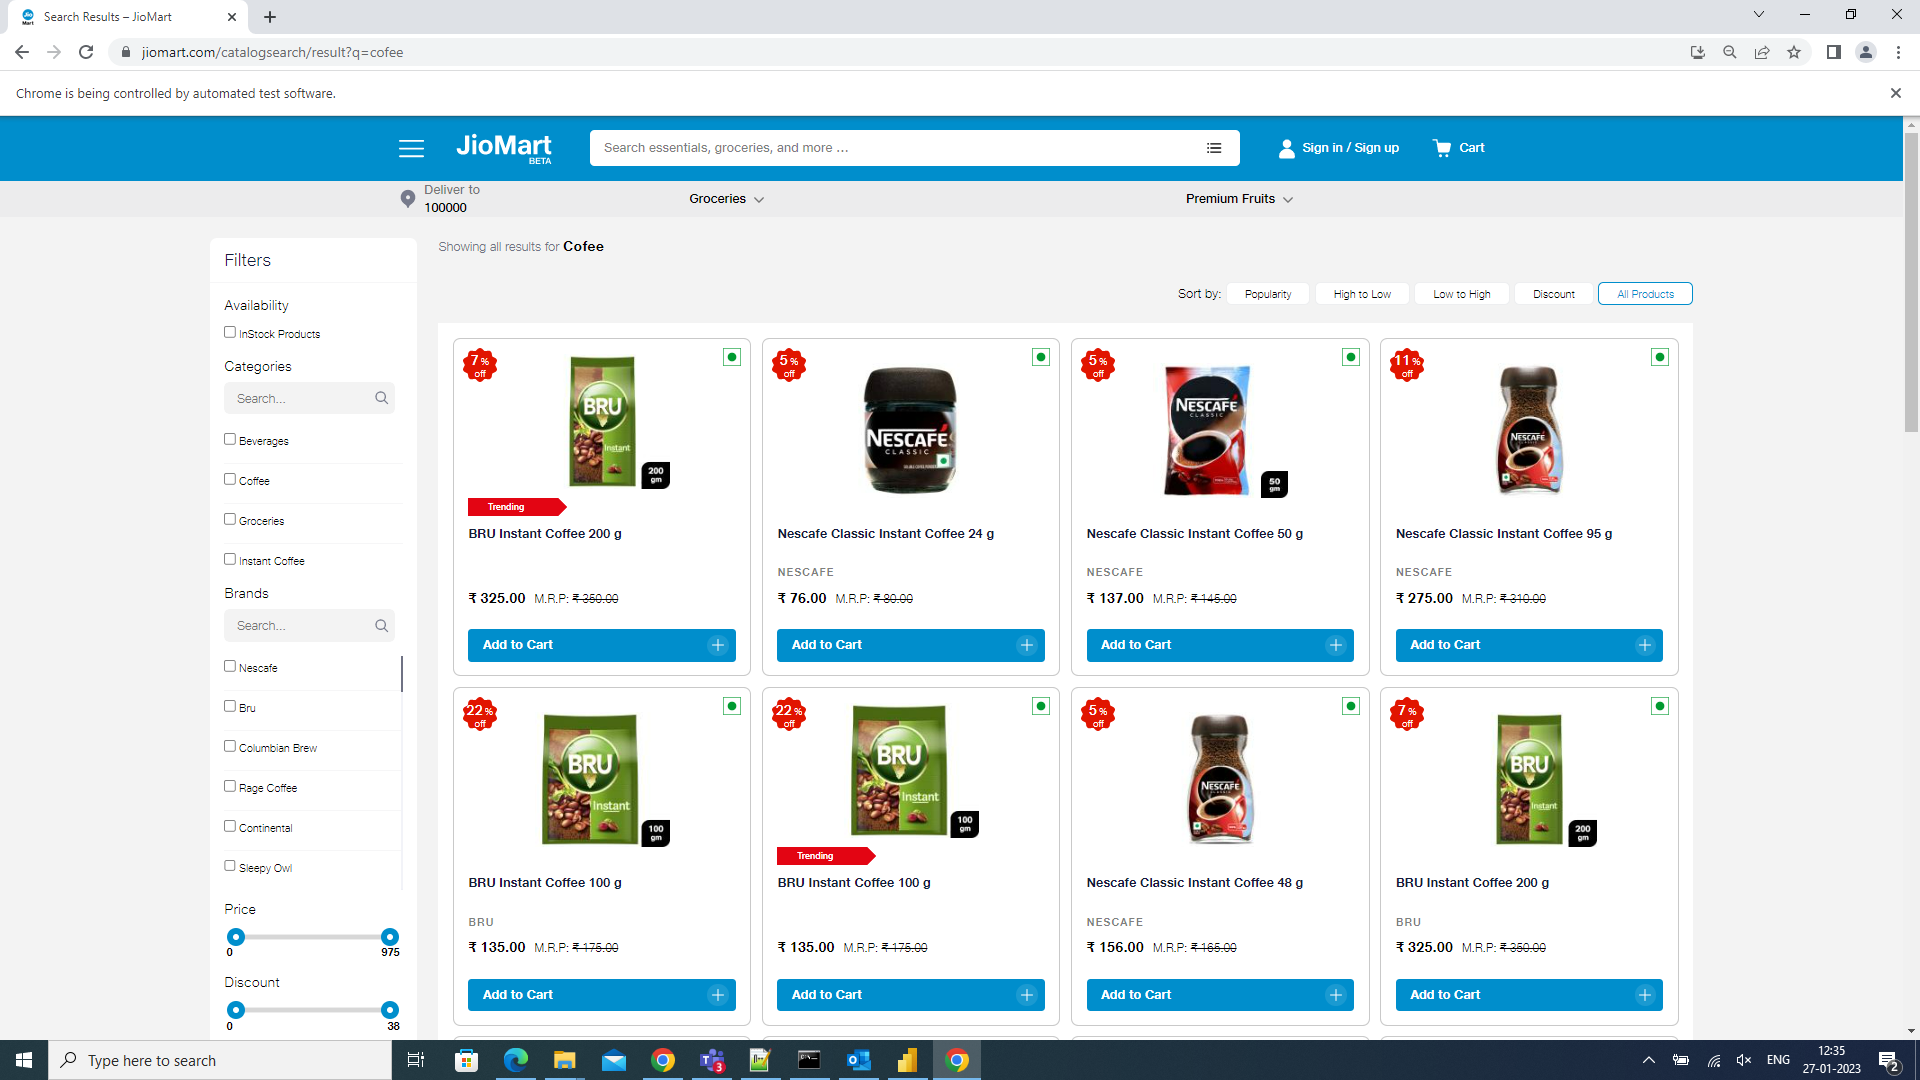 Search Results – JioMart
jiomart.com/catalogsearch/result?q=cofee
Chrome is being controlled by automated test software.
JioMart
BETA
Search essentials, groceries, and more ...
Sign in / Sign up
Cart
Deliver to
100000
Groceries
Premium Fruits
Showing all results for Cofee
Filters
Sort by:
Popularity
High to Low
Low to High
Discount
All Products
Availability
InStock Products
Categories
Search...
Beverages
Coffee
Groceries
Instant Coffee
Brands
Search...
Nescafe
Bru
Columbian Brew
Rage Coffee
Continental
Sleepy Owl
Price
0
975
Discount
0
38
7 %
off
BRU
Instant
200
gm
Trending
BRU Instant Coffee 200 g
₹ 325.00 M.R.P: ₹ 350.00
Add to Cart
5 %
off
NESCAFÉ
CLASSIC
Nescafe Classic Instant Coffee 24 g
NESCAFE
₹ 76.00 M.R.P: ₹ 80.00
Add to Cart
5 %
off
NESCAFÉ
CLASSIC
50
gm
Nescafe Classic Instant Coffee 50 g
NESCAFE
₹ 137.00 M.R.P: ₹ 145.00
Add to Cart
11 %
off
NESCAFÉ
Nescafe Classic Instant Coffee 95 g
NESCAFE
₹ 275.00 M.R.P: ₹ 310.00
Add to Cart
22 %
off
BRU
Instant
100
gm
BRU Instant Coffee 100 g
BRU
₹ 135.00 M.R.P: ₹ 175.00
Add to Cart
22 %
off
BRU
Instant
100
gm
Trending
BRU Instant Coffee 100 g
₹ 135.00 M.R.P: ₹ 175.00
Add to Cart
5 %
off
NESCAFÉ
Nescafe Classic Instant Coffee 48 g
NESCAFE
₹ 156.00 M.R.P: ₹ 165.00
Add to Cart
7 %
off
BRU
Instant
200
gm
BRU Instant Coffee 200 g
BRU
₹ 325.00 M.R.P: ₹ 350.00
Add to Cart
Type here to search
3
ENG
12:35
27-01-2023
2